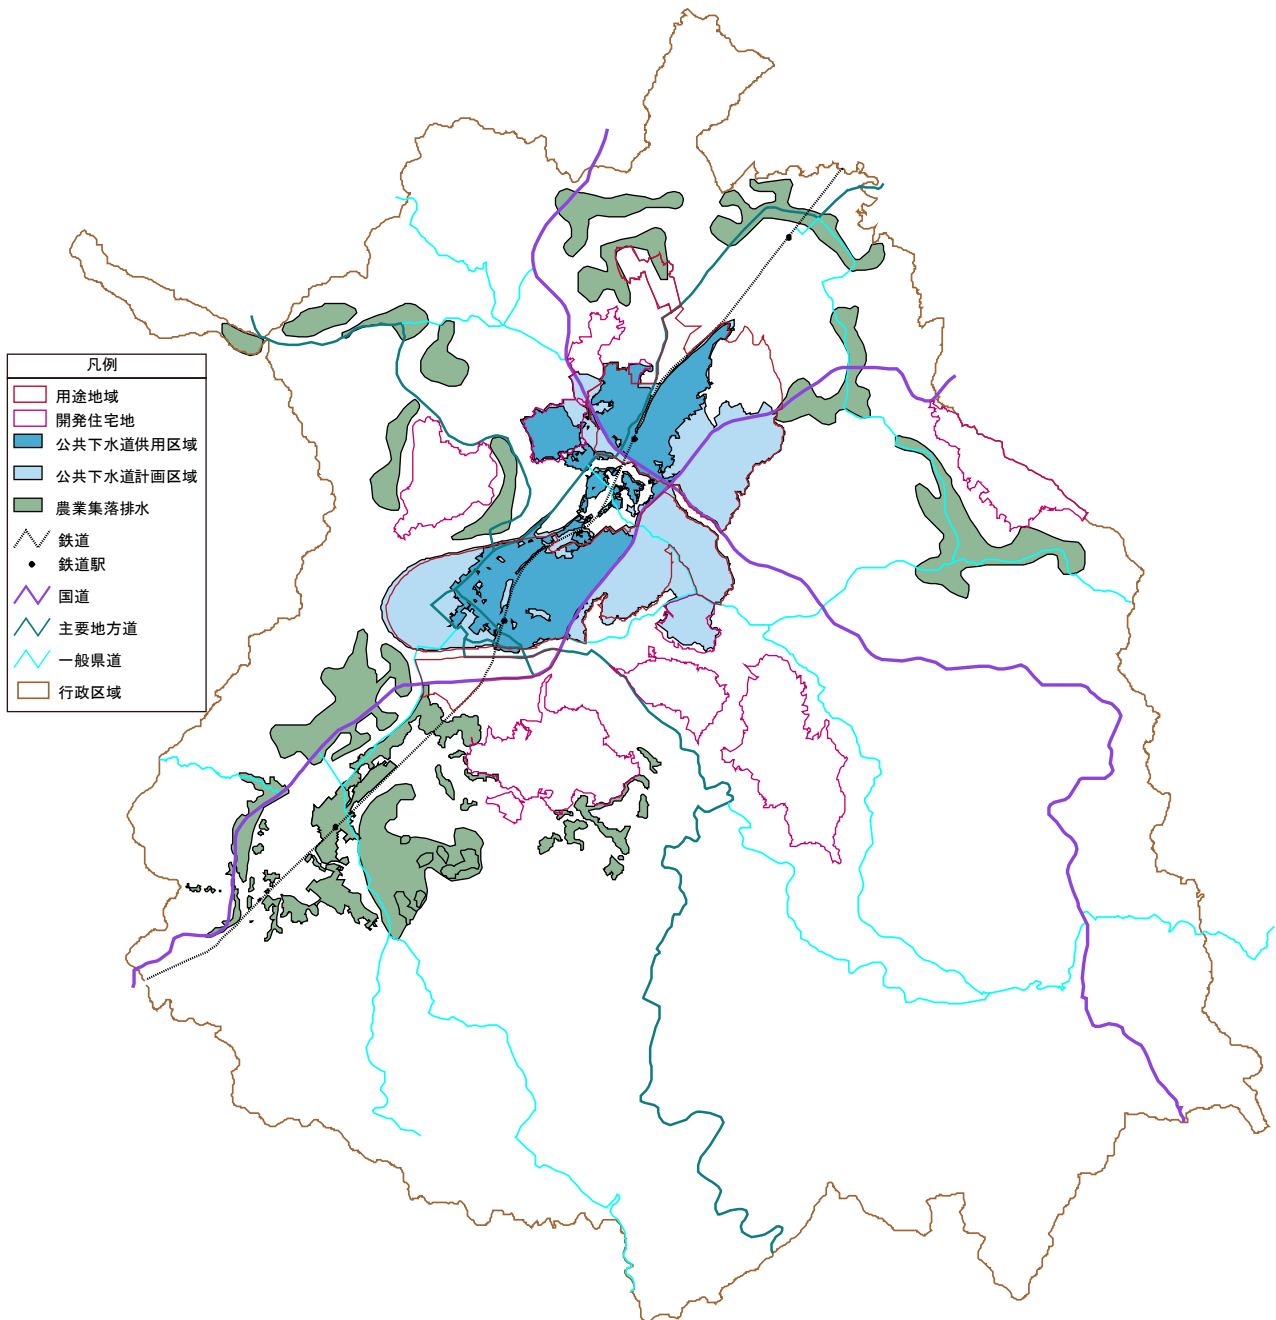 凡例
用途地域
開発住宅地
公共下水道供用区域
公共下水道計画区域
農業集落排水
鉄道
鉄道駅
国道
主要地方道
一般県道
行政区域